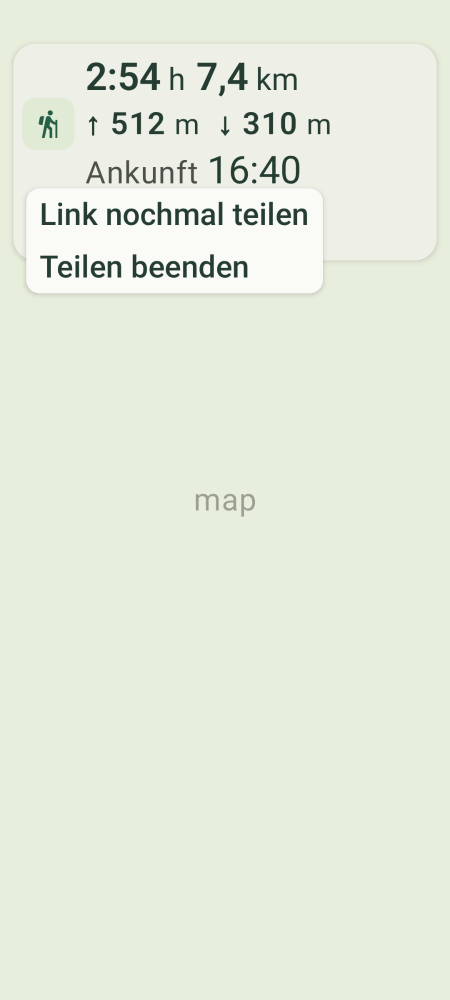 2:54 h 7,4 km
↑ 512 m ↓ 310 m
Ankunft 16:40
Link nochmal teilen
Teilen beenden
map